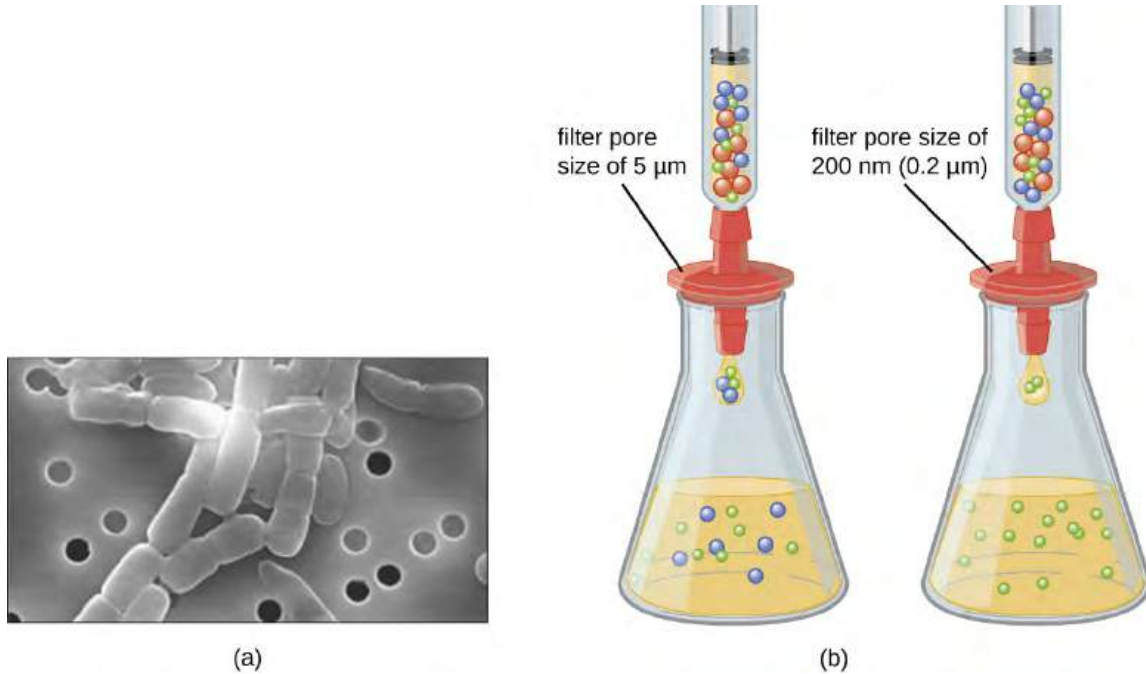 filter pore
size of 5 µm
filter pore size of
200 nm (0.2 µm)
(a)
(b)